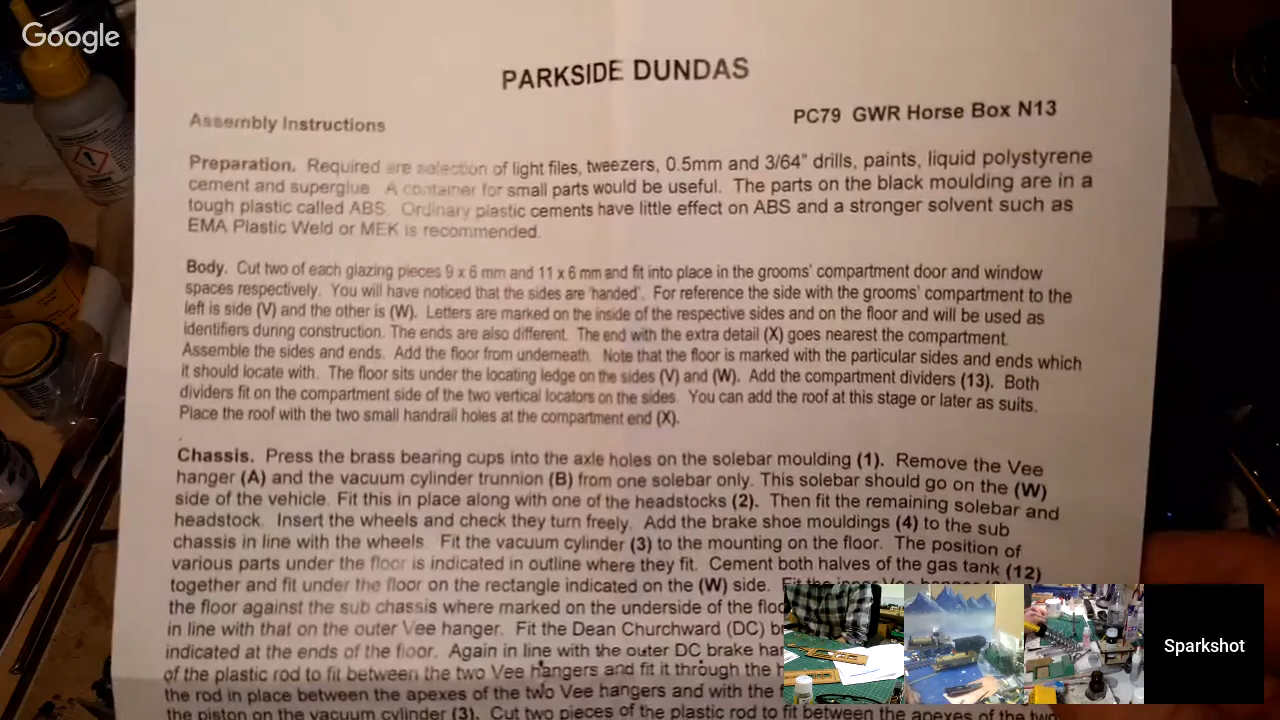 Google
PARKSIDE DUNDAS
Assembly Instructions
PC79 GWR Horse Box N13
Preparation. Required are selection of light files, tweezers, 0.5mm and 3/64" drills, paints, liquid polystyrene
cement and superglue. A container for small parts would be useful. The parts on the black moulding are in a
tough plastic called ABS. Ordinary plastic cements have little effect on ABS and a stronger solvent such as
EMA Plastic Weld or MEK is recommended.
Body. Cut two of each glazing pieces 9 x 6 mm and 11 x 6 mm and fit into place in the grooms' compartment door and window
spaces respectively. You will have noticed that the sides are 'handed'. For reference the side with the grooms' compartment to the
left is side (V) and the other is (W). Letters are marked on the inside of the respective sides and on the floor and will be used as
identifiers during construction. The ends are also different. The end with the extra detail (X) goes nearest the compartment.
Assemble the sides and ends. Add the floor from underneath. Note that the floor is marked with the particular sides and ends which
it should locate with. The floor sits under the locating ledge on the sides (V) and (W). Add the compartment dividers (13). Both
dividers fit on the compartment side of the two vertical locators on the sides. You can add the roof at this stage or later as suits.
Place the roof with the two small handrail holes at the compartment end (X).
Chassis. Press the brass bearing cups into the axle holes on the solebar moulding (1). Remove the Vee
hanger (A) and the vacuum cylinder trunnion (B) from one solebar only. This solebar should go on the (W)
side of the vehicle. Fit this in place along with one of the headstocks (2). Then fit the remaining solebar and
headstock. Insert the wheels and check they turn freely. Add the brake shoe mouldings (4) to the sub
chassis in line with the wheels. Fit the vacuum cylinder (3) to the mounting on the floor. The position of
various parts under the floor is indicated in outline where they fit. Cement both halves of the gas tank (12)
together and fit under the floor on the rectangle indicated on the (W) side. Fit the inner Vee
the floor against the sub chassis where marked on the underside of the
in line with that on the outer Vee hanger. Fit the Dean Churchward (DC)
indicated at the ends of the floor. Again in line with the outer DC brake
of the plastic rod to fit between the two Vee hangers and fit it through the
the rod in place between the apexes of the two Vee hangers and with the
the piston on the vacuum cylinder (3). Cut two pieces of the plastic rod to fit between the apexes of the
Sparkshot